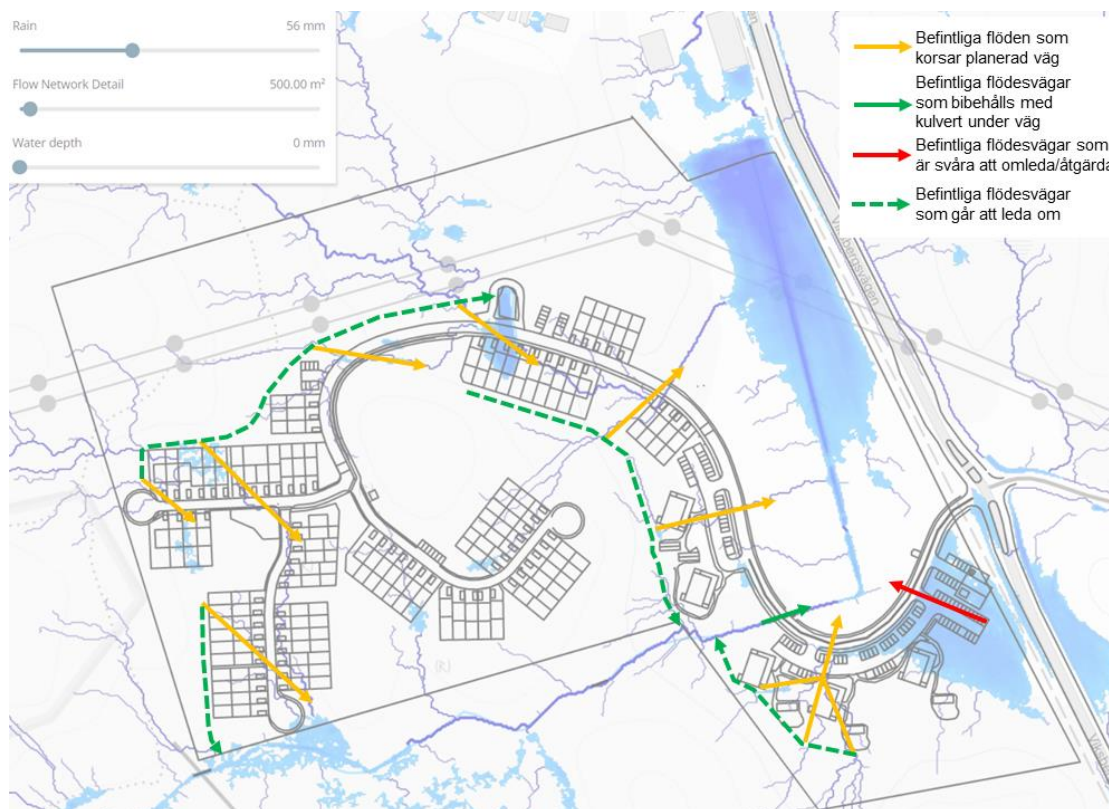 Rain 56 mm
Flow Network Detail 500.00 m²
Water depth 0 mm
Befintliga flöden som
korsar planerad väg
Befintliga flödesvägar
som bibehålls med
kulvert under väg
Befintliga flödesvägar som
är svåra att omleda/åtgärda
Befintliga flödesvägar
som går att leda om
(R)